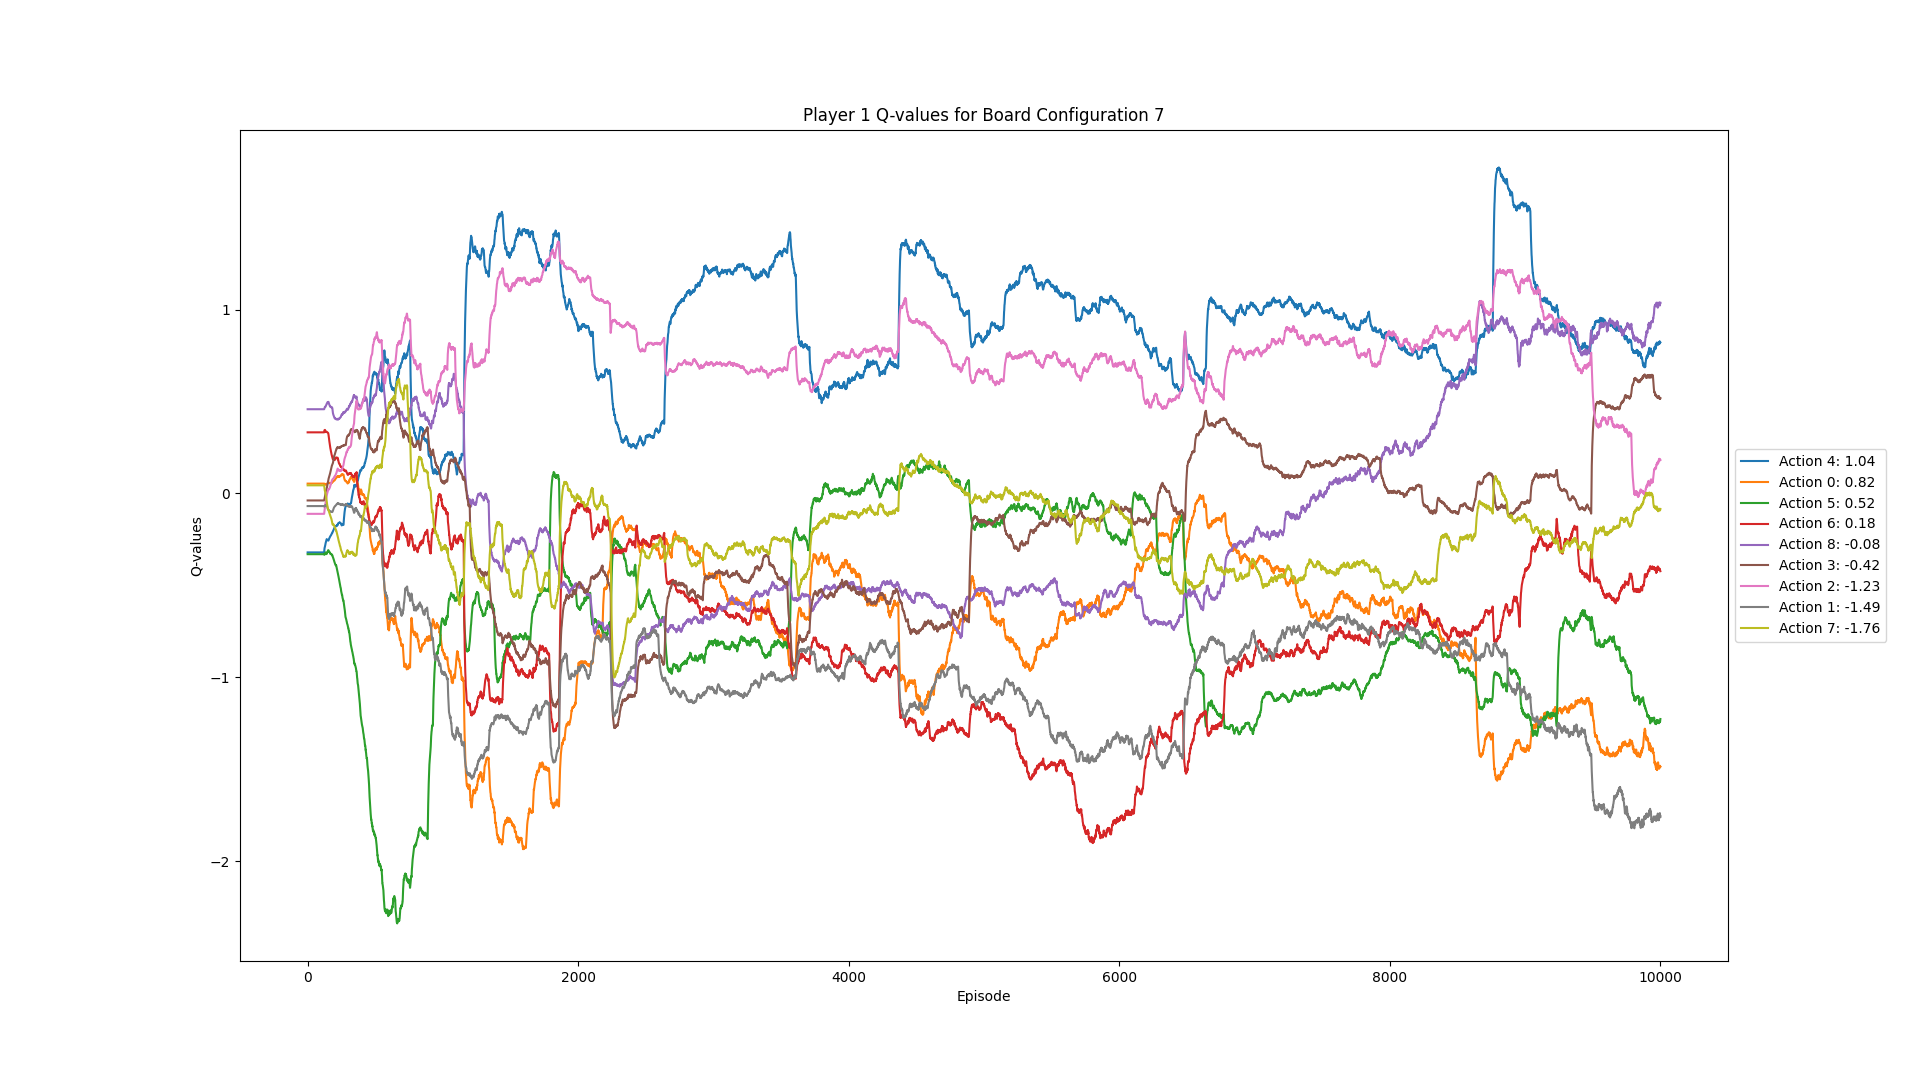 Player 1 Q-values for Board Configuration 7
Q-values
1
0
−1
−2
0
2000
4000
6000
8000
10000
Episode
Action 4: 1.04
Action 0: 0.82
Action 5: 0.52
Action 6: 0.18
Action 8: -0.08
Action 3: -0.42
Action 2: -1.23
Action 1: -1.49
Action 7: -1.76